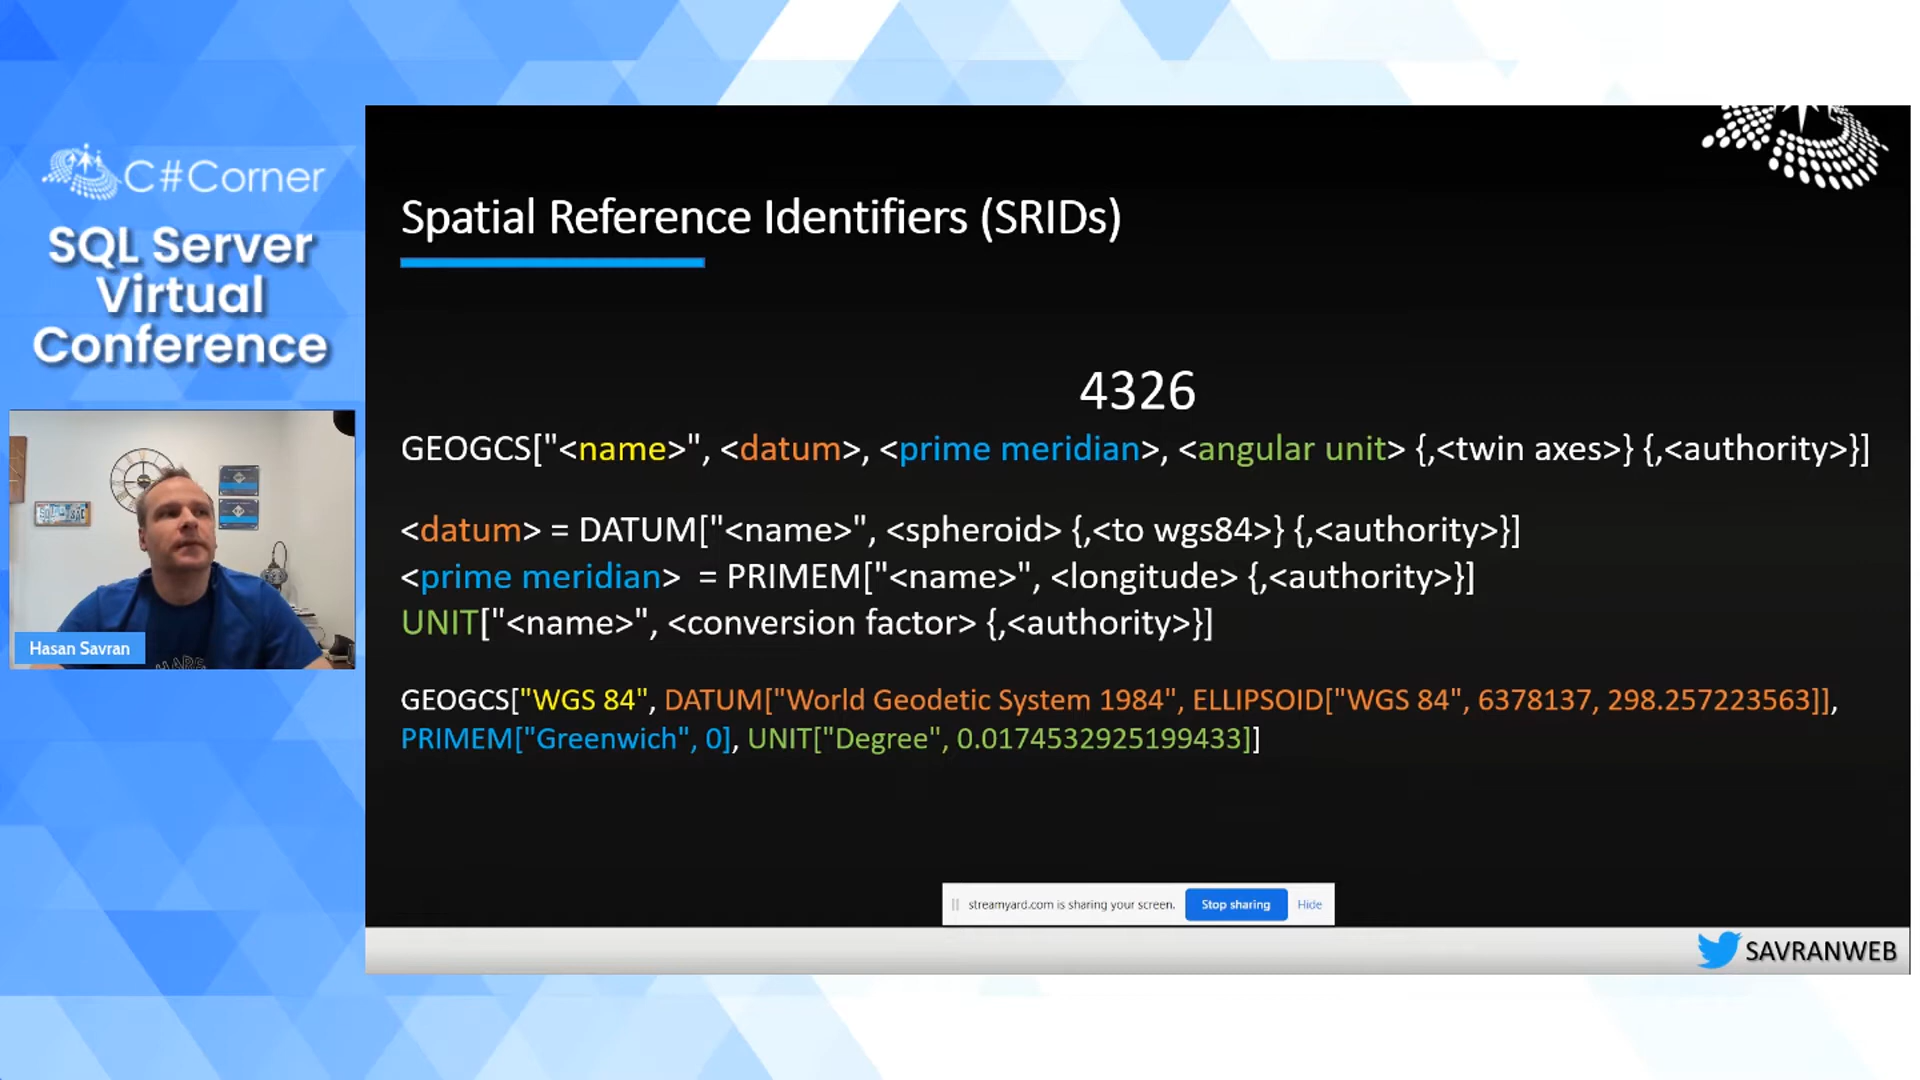 C#Corner
SQL Server
Virtual
Conference
Hasan Savran
Spatial Reference Identifiers (SRIDs)
4326
GEOGCS["<name>", <datum>, <prime meridian>, <angular unit> {,<twin axes>} {,<authority>}]
<datum> = DATUM["<name>", <spheroid> {,<to wgs84>} {,<authority>}]
<prime meridian> = PRIMEM["<name>", <longitude> {,<authority>}]
UNIT["<name>", <conversion factor> {,<authority>}]
GEOGCS["WGS 84", DATUM["World Geodetic System 1984", ELLIPSOID["WGS 84", 6378137, 298.257223563]],
PRIMEM["Greenwich", 0], UNIT["Degree", 0.0174532925199433]]
streamyard.com is sharing your screen. Stop sharing Hide
SAVRANWEB